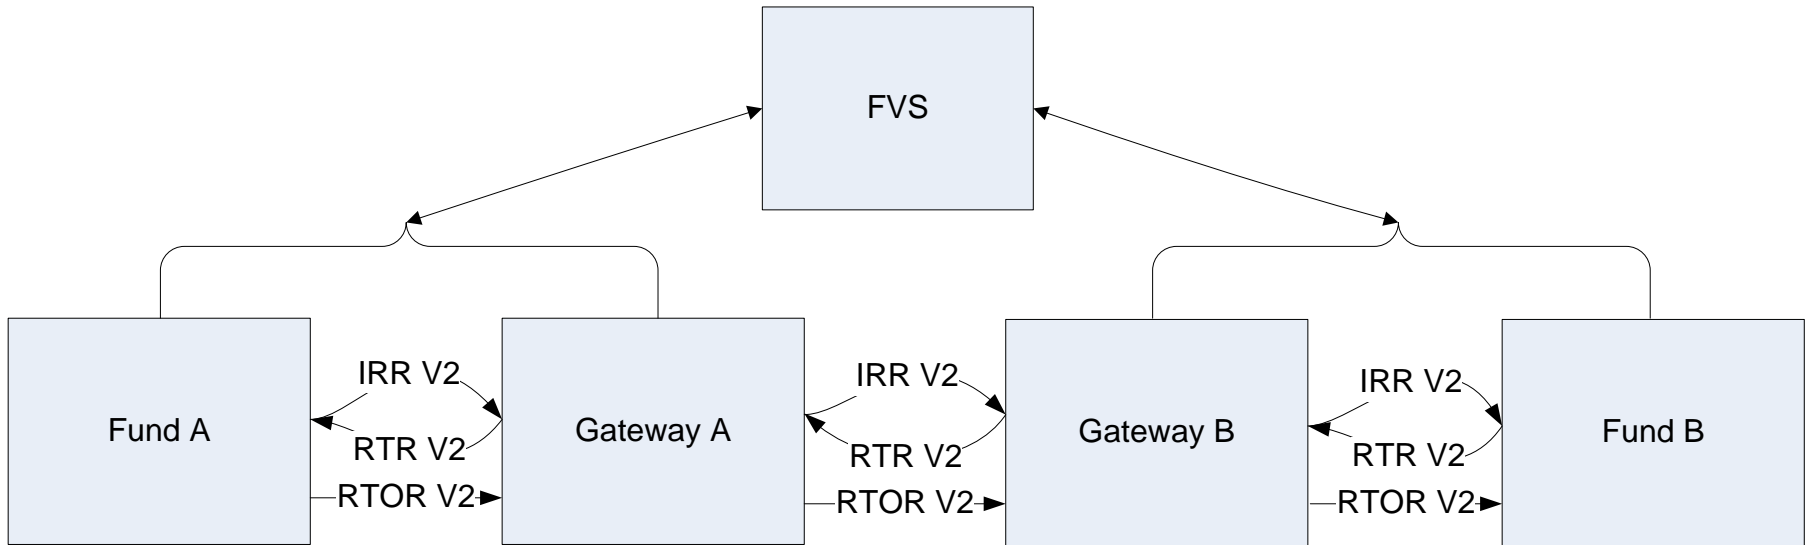 FVS
Fund A
IRR V2
RTR V2
RTOR V2
Gateway A
IRR V2
RTR V2
RTOR V2
Gateway B
IRR V2
RTR V2
RTOR V2
Fund B